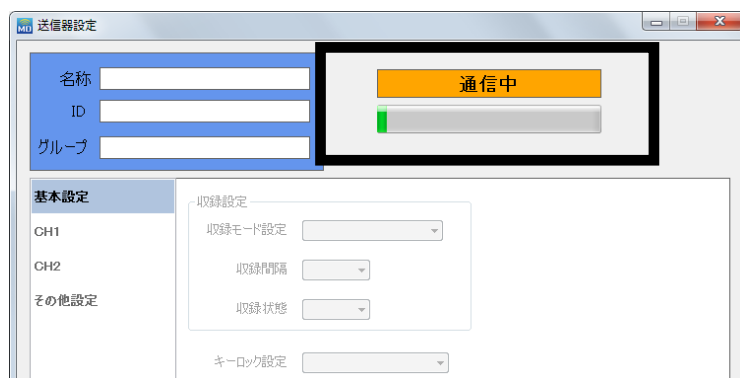 MD 送信器設定
名称
ID
グループ
通信中
基本設定
CH1
CH2
その他設定
収録設定
収録モード設定
収録間隔
収録状態
キーロック設定